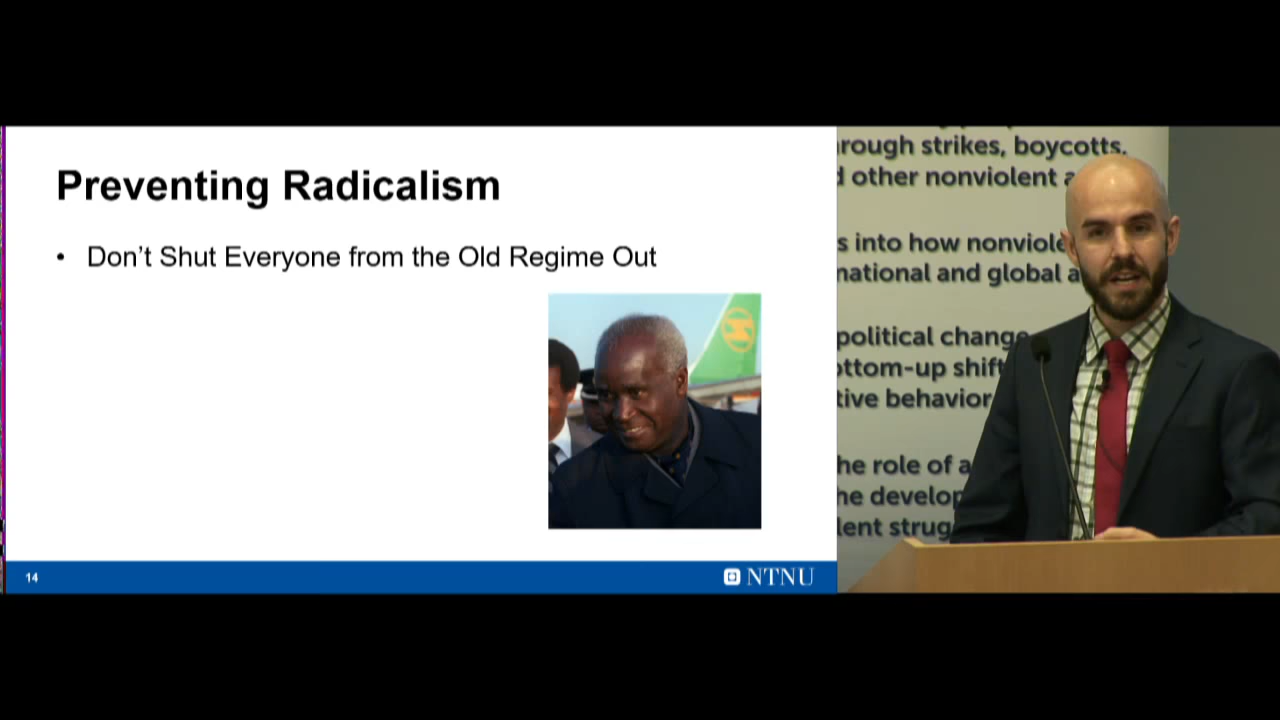 Preventing Radicalism
• Don't Shut Everyone from the Old Regime Out
14
NTNU
rough strikes, boycotts,
other nonviolent
into how nonviole
national and global a
political change
ottom-up shift
tive behavior
he role of a
he develop
lent strug